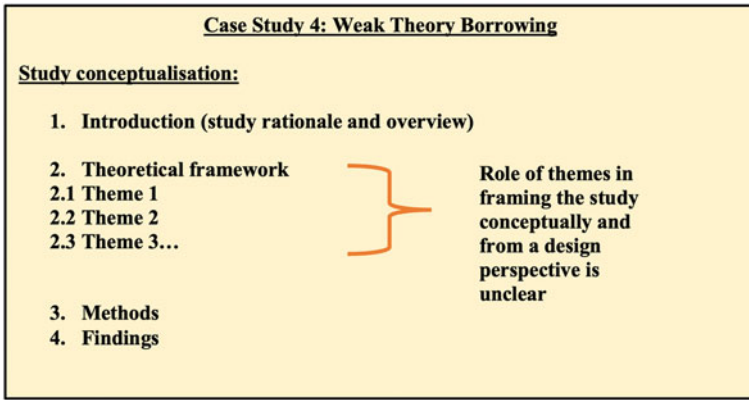 Case Study 4: Weak Theory Borrowing
Study conceptualisation:
1. Introduction (study rationale and overview)
2. Theoretical framework
2.1 Theme 1
2.2 Theme 2
2.3 Theme 3…
Role of themes in
framing the study
conceptually and
from a design
perspective is
unclear
3. Methods
4. Findings